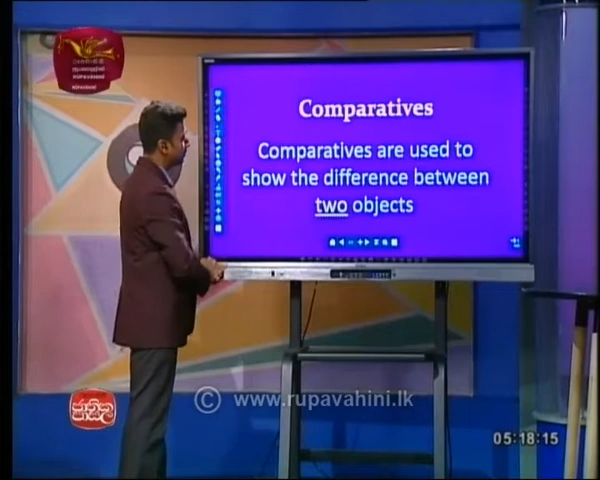 Comparatives
Comparatives are used to
show the difference between
two objects
© www.rupavahini.lk
05:18:15